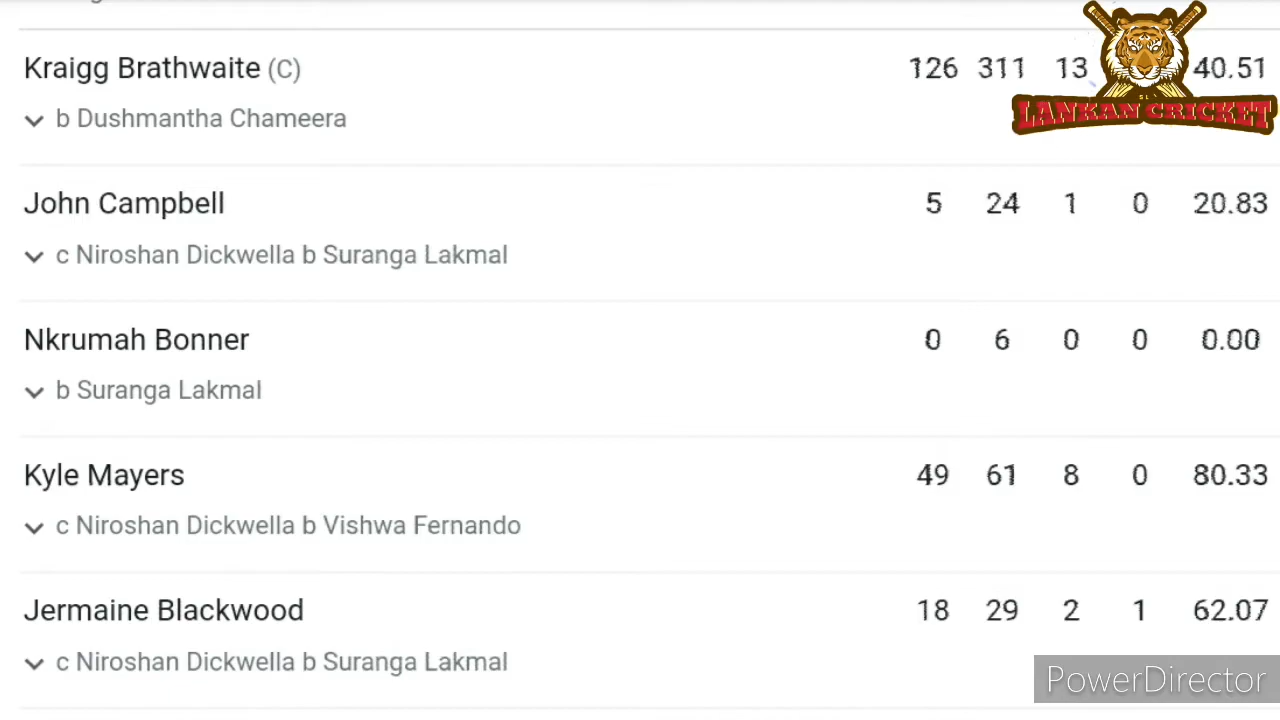 Kraigg Brathwaite (C) 126 311 13 40.51
b Dushmantha Chameera
SL
LANKAN CRICKET
John Campbell 5 24 1 0 20.83
c Niroshan Dickwella b Suranga Lakmal
Nkrumah Bonner 0 6 0 0 0.00
b Suranga Lakmal
Kyle Mayers 49 61 8 0 80.33
c Niroshan Dickwella b Vishwa Fernando
Jermaine Blackwood 18 29 2 1 62.07
c Niroshan Dickwella b Suranga Lakmal
PowerDirector